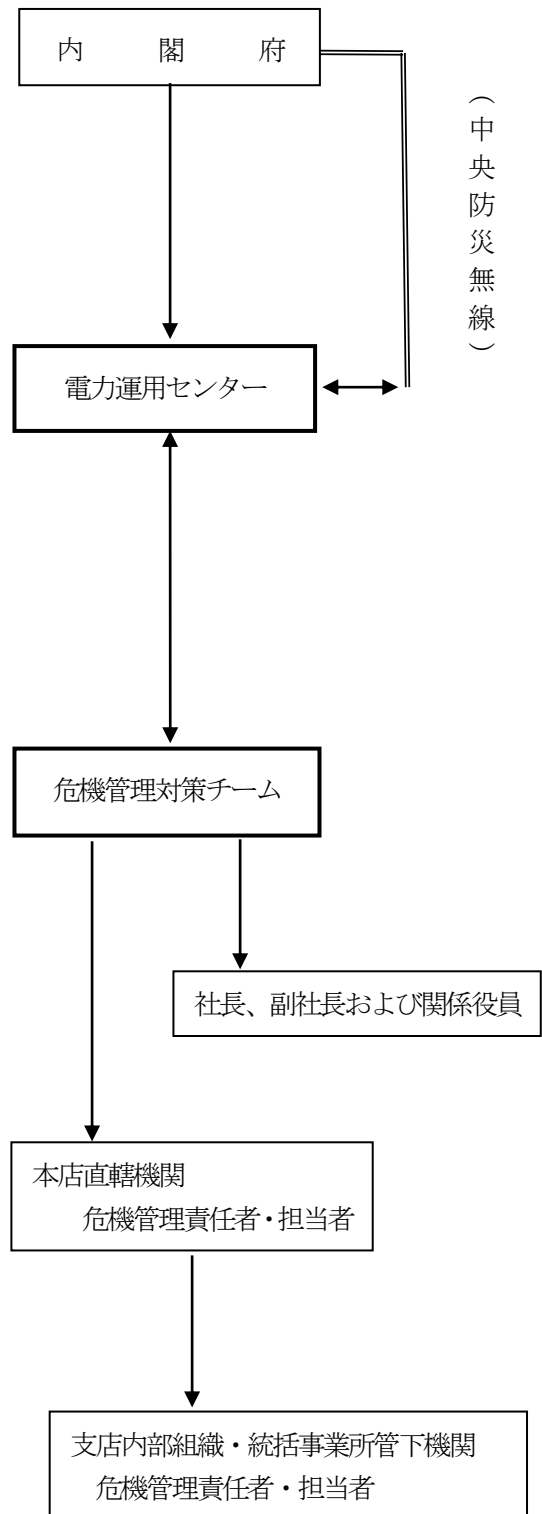 内　閣　府
（中央防災無線）
電力運用センター
危機管理対策チーム
社長、副社長および関係役員
本店直轄機関
危機管理責任者・担当者
支店内部組織・統括事業所管下機関
危機管理責任者・担当者